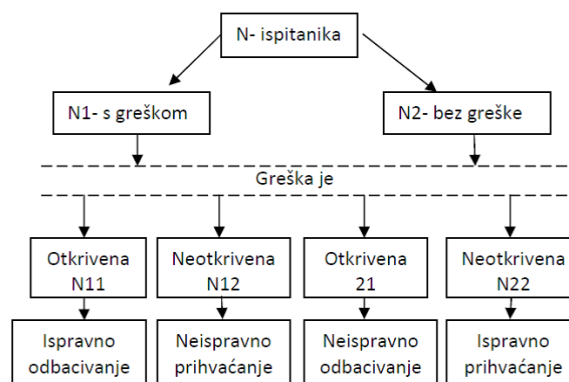 N- ispitanika
N1- s greškom
N2- bez greške
Greška je
Otkrivena
N11
Neotkrivena
N12
Otkrivena
21
Neotkrivena
N22
Ispravno
odbacivanje
Neispravno
prihvaćanje
Neispravno
odbacivanje
Ispravno
prihvaćanje